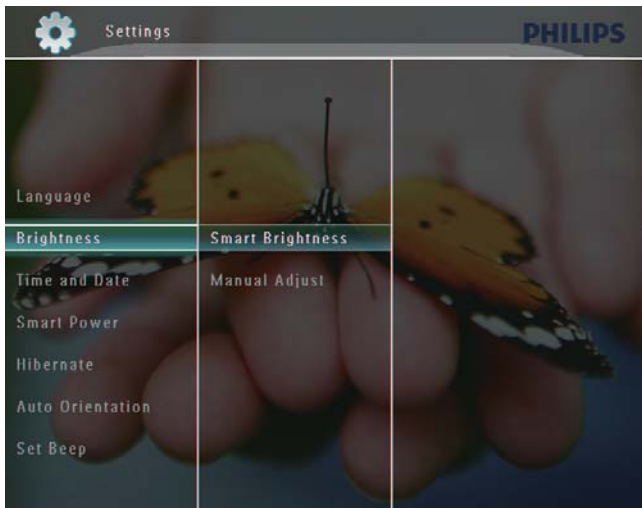 Settings
PHILIPS
Language
Brightness
Smart Brightness
Time and Date
Manual Adjust
Smart Power
Hibernate
Auto Orientation
Set Beep